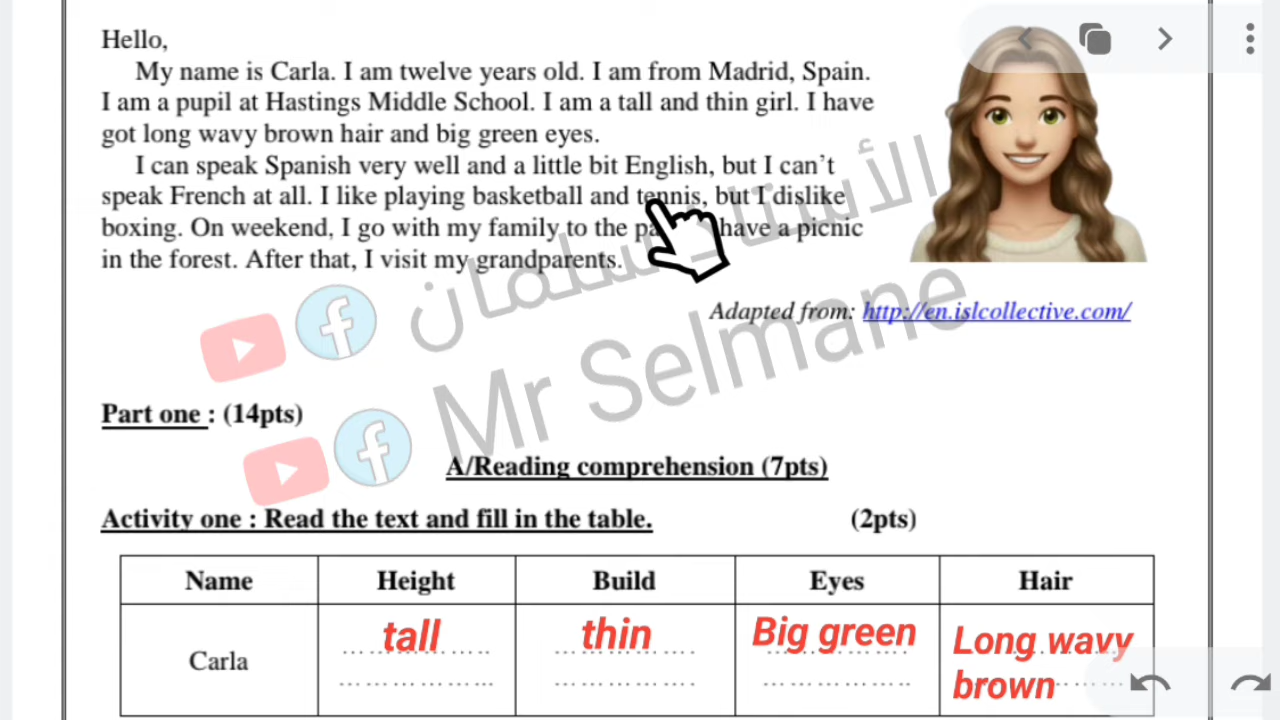 Hello,
My name is Carla. I am twelve years old. I am from Madrid, Spain.
I am a pupil at Hastings Middle School. I am a tall and thin girl. I have
got long wavy brown hair and big green eyes.
I can speak Spanish very well and a little bit English, but I can’t
speak French at all. I like playing basketball and tennis, but I dislike
boxing. On weekend, I go with my family to the have a picnic
in the forest. After that, I visit my grandparents.
الأستاذ سلمان
Adapted from: http://en.islcollective.com/
Mr Selmane
Part one : (14pts)
A/Reading comprehension (7pts)
Activity one : Read the text and fill in the table. (2pts)
Name Height Build Eyes Hair
Carla tall thin Big green Long wavy
brown